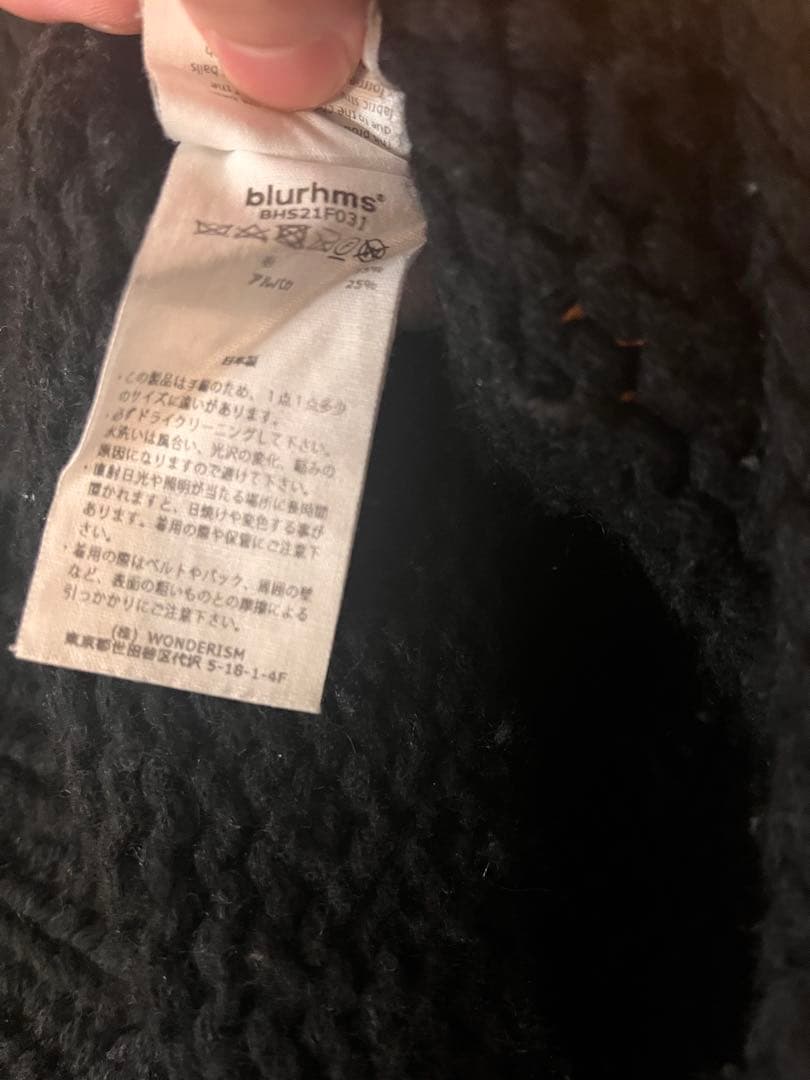 blurhms®
BHS21F031
5%
アルパカ 25%
日本製
・この製品は手編のため、1点1点多少
のサイズに違いがあります。
・必ずドライクリーニングして下さい。
水洗いは風合い、光沢の変化、縮みの
原因になりますので避けて下さい。
・直射日光や照明が当たる場所に長時間
置かれますと、日焼けや変色する事が
あります。着用の際や保管にご注意下
さい。
・着用の際はベルトやバック、周囲の壁
など、表面の粗いものとの摩擦による
引っかかりにご注意下さい。
(株) WONDERISM
東京都世田谷区代沢 5-18-1-4F
due to the
fabric
balls